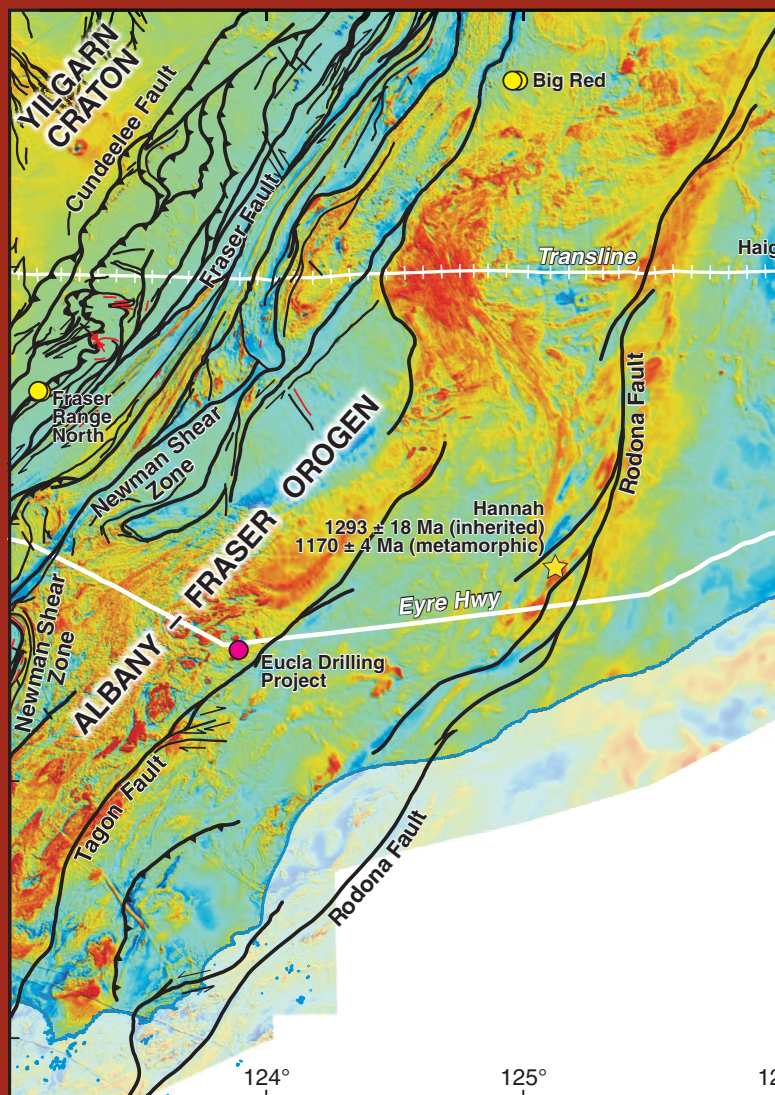 YILGARN
CRATON
Cundeelee Fault
Big Red
Fraser Fault
Transline
Haig
Fraser
Range
North
Newman Shear
Zone
ALBANY – FRASER OROGEN
Rodona Fault
Hannah
1293 ± 18 Ma (inherited)
1170 ± 4 Ma (metamorphic)
Eyre Hwy
Newman Shear
Zone
Eucla Drilling
Project
Tagon Fault
Rodona Fault
124°
125°
12